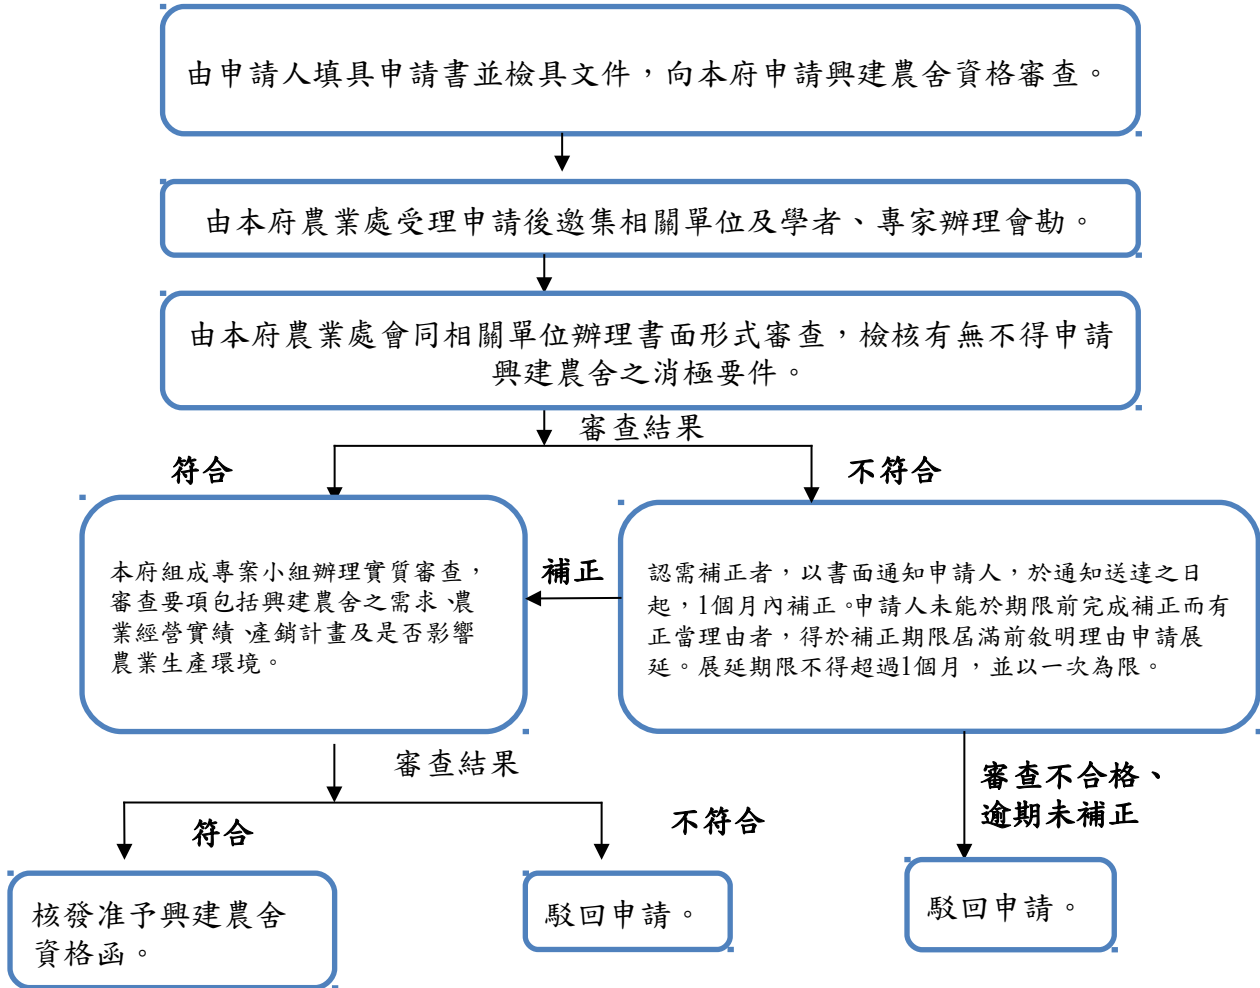 由申請人填具申請書並檢具文件，向本府申請興建農舍資格審查。
由本府農業處受理申請後邀集相關單位及學者、專家辦理會勘。
由本府農業處會同相關單位辦理書面形式審查，檢核有無不得申請
興建農舍之消極要件。
審查結果
符合
不符合
本府組成專案小組辦理實質審查，
審查要項包括興建農舍之需求、農
業經營實績、產銷計畫及是否影響
農業生產環境。
補正
認需補正者，以書面通知申請人，於通知送達之日
起，1個月內補正。申請人未能於期限前完成補正而有
正當理由者，得於補正期限屆滿前敘明理由申請展
延。展延期限不得超過1個月，並以一次為限。
審查結果
符合
不符合
審查不合格、
逾期未補正
核發准予興建農舍
資格函。
駁回申請。
駁回申請。